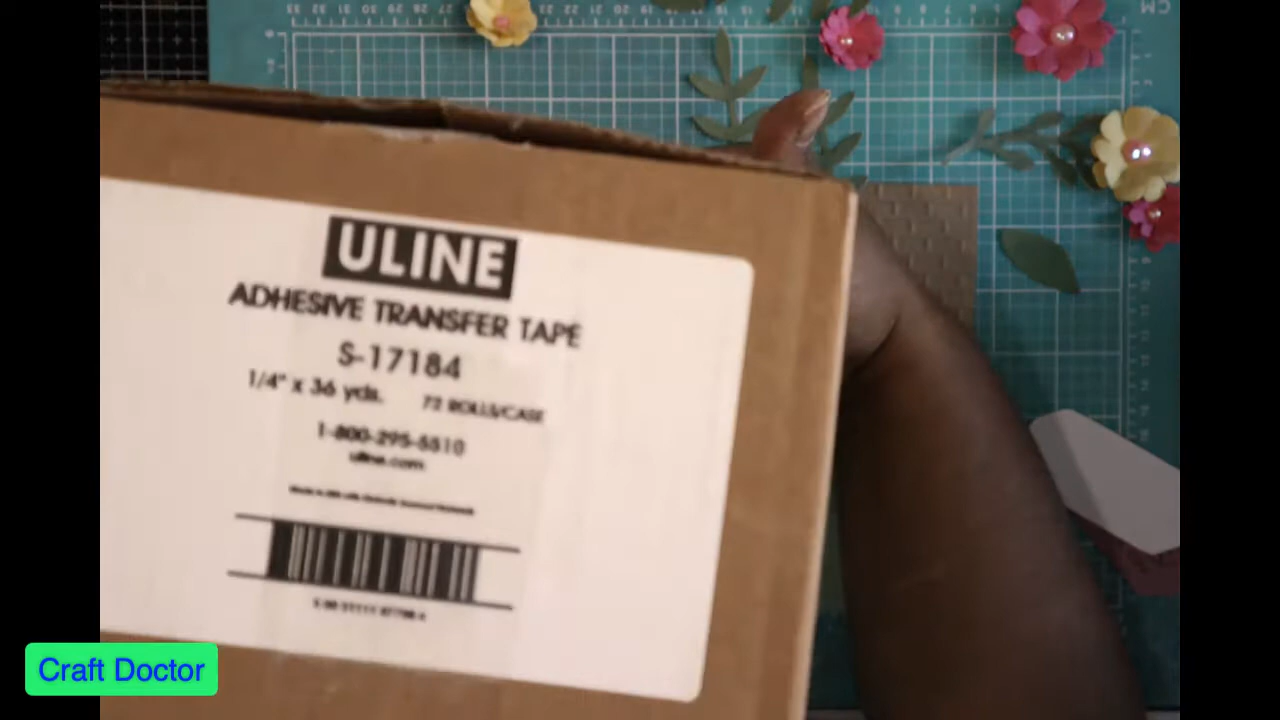 CM
ULINE
ADHESIVE TRANSFER TAPE
S-17184
1/4" x 36 yds. 72 ROLLS/CASE
1-800-295-5510
uline.com
Craft Doctor